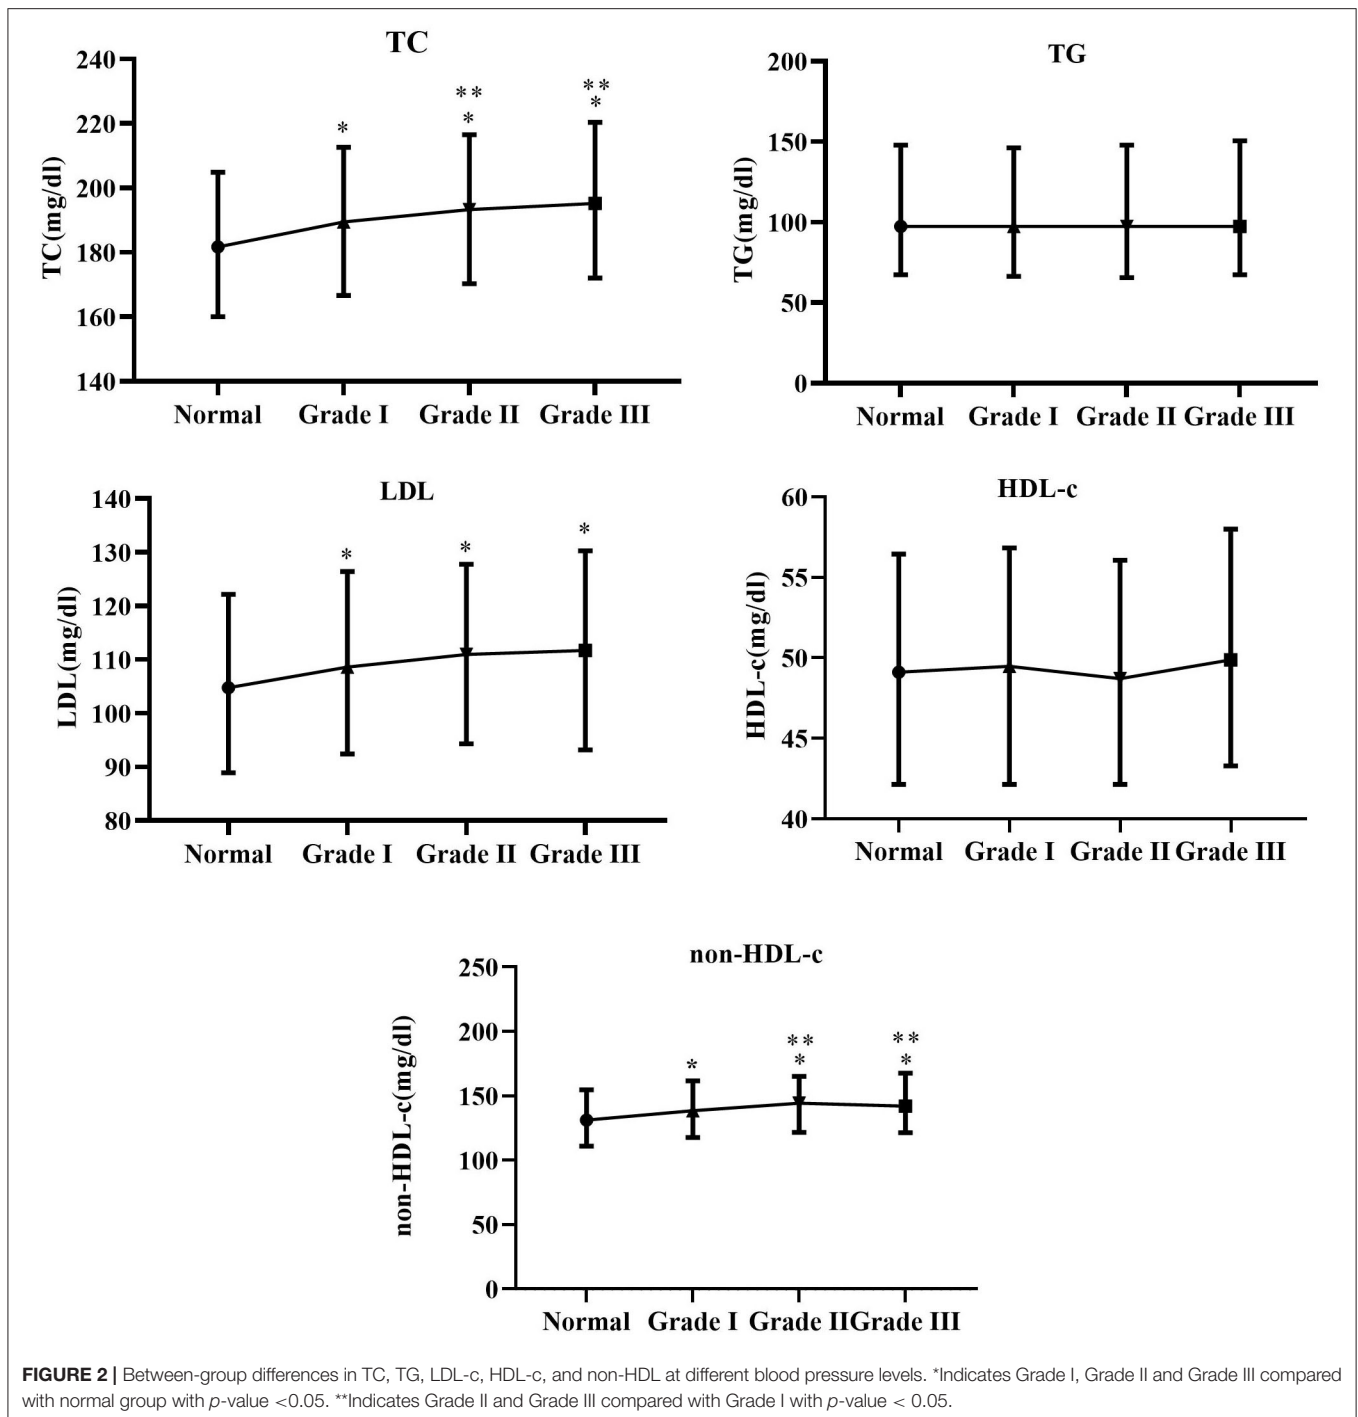 TC
240
220
200
180
160
140
TC(mg/dl)
*
**
*
**
*
Normal Grade I Grade II Grade III
TG
200
150
100
50
0
TG(mg/dl)
Normal Grade I Grade II Grade III
LDL
140
130
120
110
100
90
80
LDL(mg/dl)
*
*
*
Normal Grade I Grade II Grade III
HDL-c
60
55
50
45
40
HDL-c(mg/dl)
Normal Grade I Grade II Grade III
non-HDL-c
250
200
150
100
50
0
non-HDL-c(mg/dl)
*
**
*
**
*
Normal Grade I Grade II Grade III
FIGURE 2 | Between-group differences in TC, TG, LDL-c, HDL-c, and non-HDL at different blood pressure levels. *Indicates Grade I, Grade II and Grade III compared
with normal group with p-value <0.05. **Indicates Grade II and Grade III compared with Grade I with p-value < 0.05.